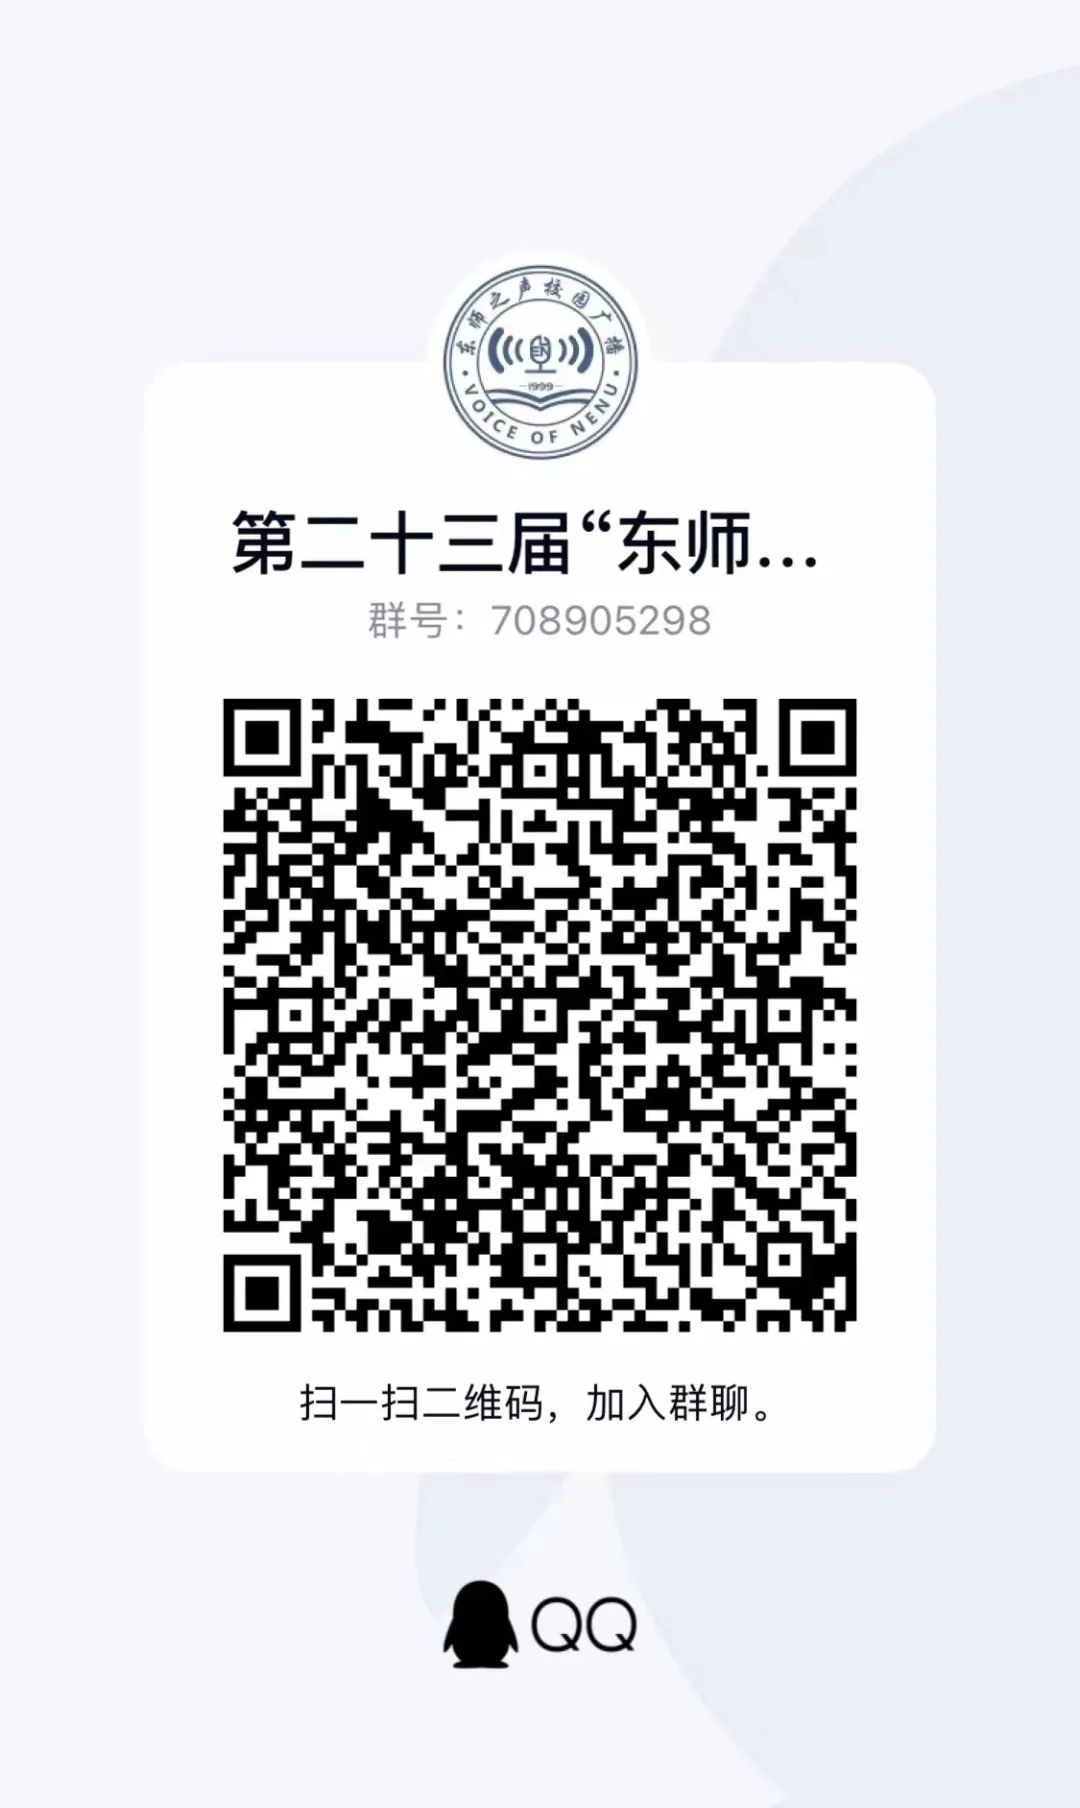 东师之声校园广播
1999
VOICE OF NENU
第二十三届“东师...
群号：708905298
扫一扫二维码，加入群聊。
QQ